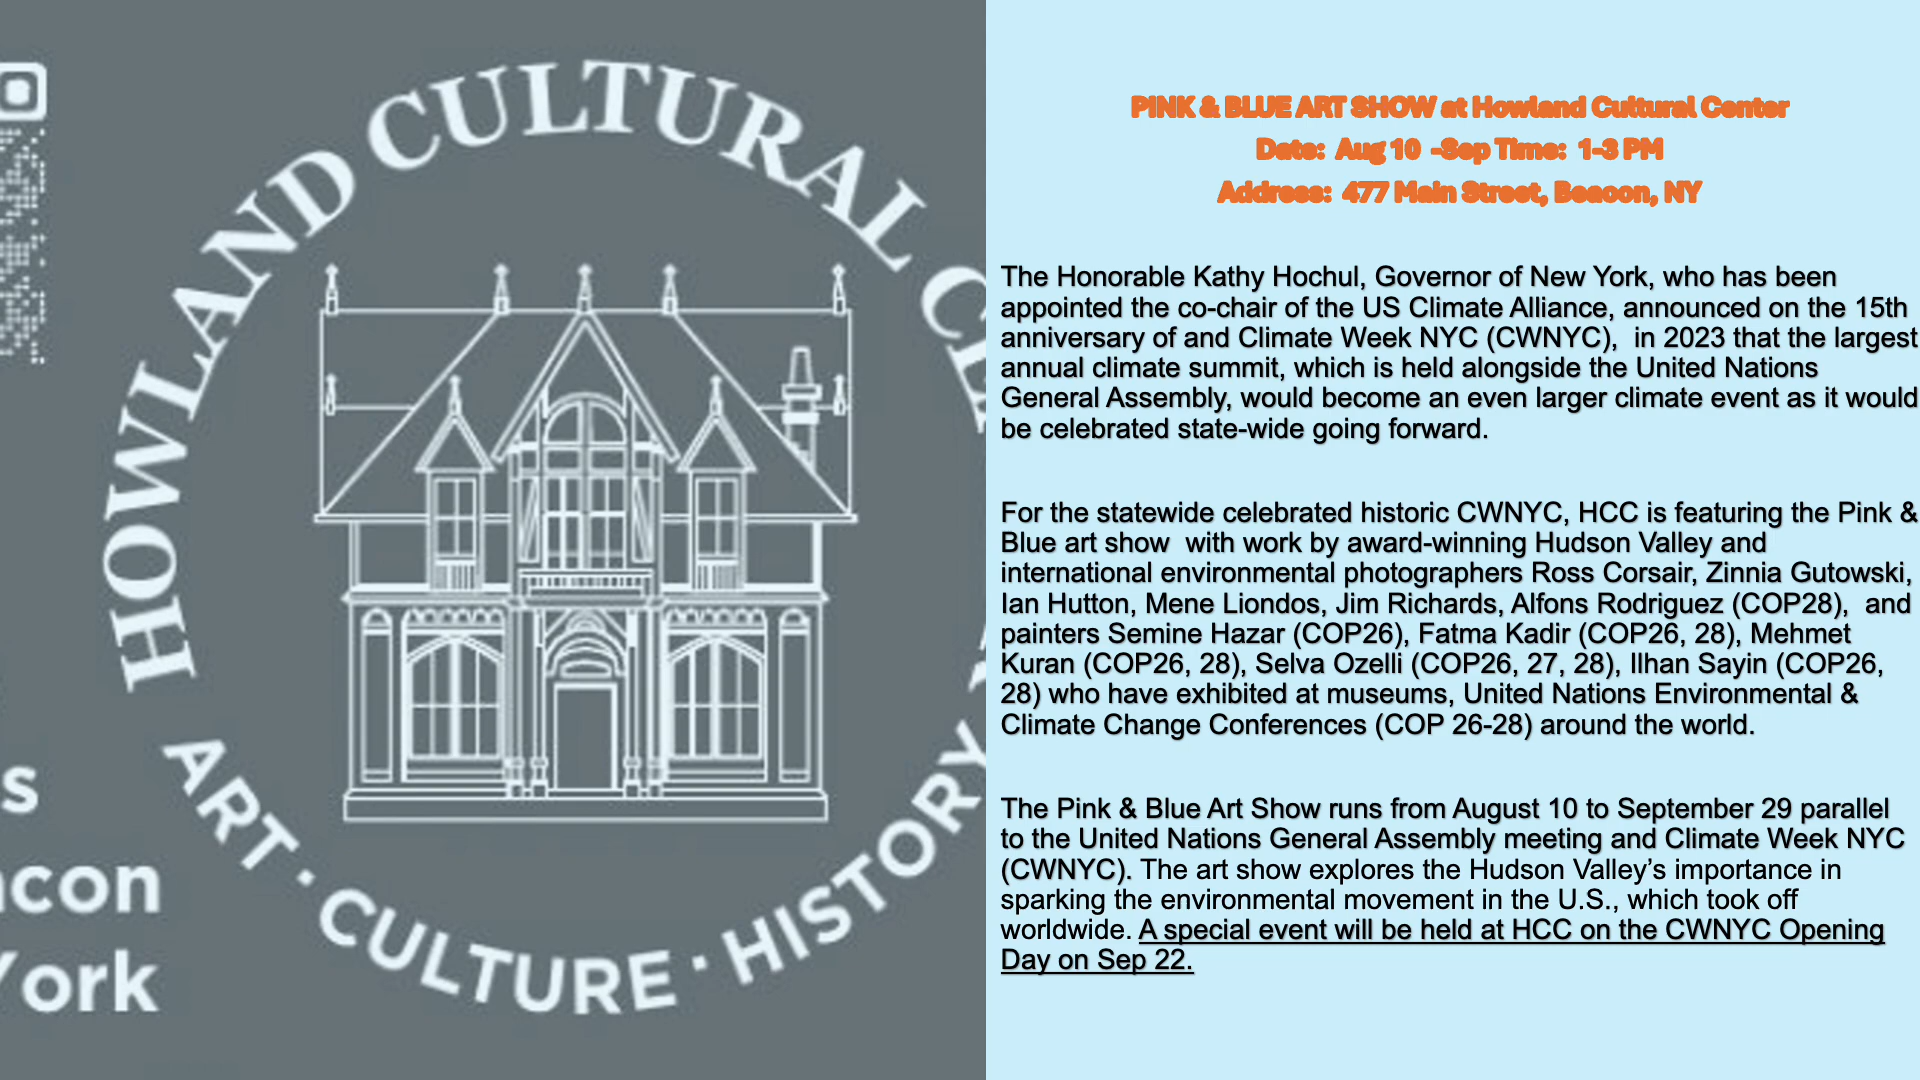 HOWLAND CULTURAL CE
ART · CULTURE · HISTORY
s
acon
York
PINK & BLUE ART SHOW at Howland Cultural Center
Date:  Aug 10  -Sep Time:  1-3 PM
Address:  477 Main Street, Beacon, NY
The Honorable Kathy Hochul, Governor of New York, who has been
appointed the co-chair of the US Climate Alliance, announced on the 15th
anniversary of and Climate Week NYC (CWNYC),  in 2023 that the largest
annual climate summit, which is held alongside the United Nations
General Assembly, would become an even larger climate event as it would
be celebrated state-wide going forward.
For the statewide celebrated historic CWNYC, HCC is featuring the Pink &
Blue art show  with work by award-winning Hudson Valley and
international environmental photographers Ross Corsair, Zinnia Gutowski,
Ian Hutton, Mene Liondos, Jim Richards, Alfons Rodriguez (COP28),  and
painters Semine Hazar (COP26), Fatma Kadir (COP26, 28), Mehmet
Kuran (COP26, 28), Selva Ozelli (COP26, 27, 28), Ilhan Sayin (COP26,
28) who have exhibited at museums, United Nations Environmental &
Climate Change Conferences (COP 26-28) around the world.
The Pink & Blue Art Show runs from August 10 to September 29 parallel
to the United Nations General Assembly meeting and Climate Week NYC
(CWNYC). The art show explores the Hudson Valley’s importance in
sparking the environmental movement in the U.S., which took off
worldwide. A special event will be held at HCC on the CWNYC Opening
Day on Sep 22.